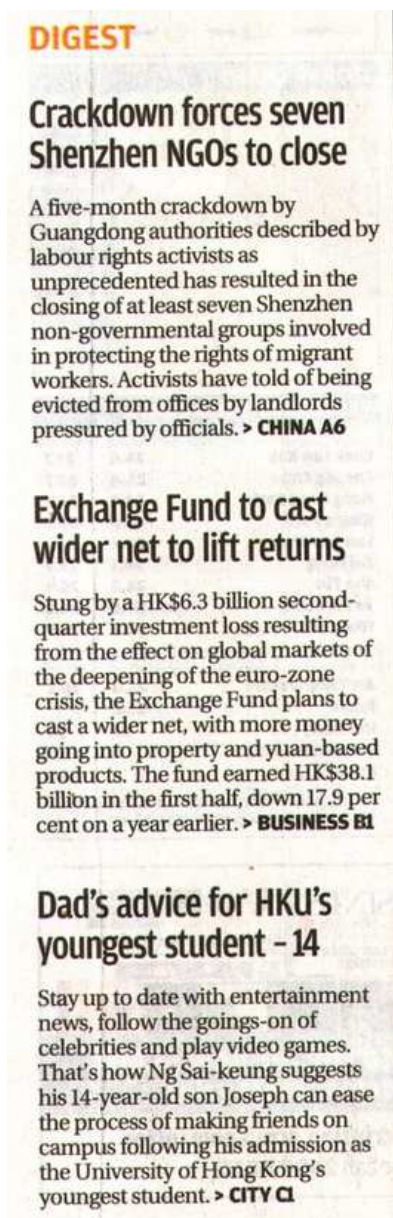 DIGEST
Crackdown forces seven
Shenzhen NGOs to close
A five-month crackdown by
Guangdong authorities described by
labour rights activists as
unprecedented has resulted in the
closing of at least seven Shenzhen
non-governmental groups involved
in protecting the rights of migrant
workers. Activists have told of being
evicted from offices by landlords
pressured by officials. > CHINA A6
Exchange Fund to cast
wider net to lift returns
Stung by a HK$6.3 billion second-
quarter investment loss resulting
from the effect on global markets of
the deepening of the euro-zone
crisis, the Exchange Fund plans to
cast a wider net, with more money
going into property and yuan-based
products. The fund earned HK$38.1
billion in the first half, down 17.9 per
cent on a year earlier. > BUSINESS B1
Dad's advice for HKU's
youngest student – 14
Stay up to date with entertainment
news, follow the goings-on of
celebrities and play video games.
That's how Ng Sai-keung suggests
his 14-year-old son Joseph can ease
the process of making friends on
campus following his admission as
the University of Hong Kong's
youngest student. > CITY C1